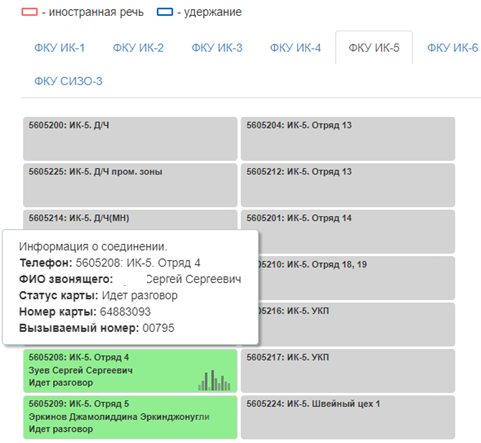 - иностранная речь - удержание
ФКУ ИК-1 ФКУ ИК-2 ФКУ ИК-3 ФКУ ИК-4 ФКУ ИК-5 ФКУ ИК-6
ФКУ СИЗО-3
5605200: ИК-5. Д/Ч 5605204: ИК-5. Отряд 13
5605225: ИК-5. Д/Ч пром. зоны 5605212: ИК-5. Отряд 13
5605214: ИК-5. Д/Ч(МН) 5605201: ИК-5. Отряд 14
Информация о соединении.
Телефон: 5605208: ИК-5. Отряд 4
ФИО звонящего: Сергей Сергеевич
Статус карты: Идет разговор
Номер карты: 64883093
Вызываемый номер: 00795
5605210: ИК-5. Отряд 18, 19
5605216: ИК-5. УКП
5605208: ИК-5. Отряд 4 5605217: ИК-5. УКП
Зуев Сергей Сергеевич
Идет разговор
5605209: ИК-5. Отряд 5 5605224: ИК-5. Швейный цех 1
Эркинов Джамолиддина Эркинджонугли
Идет разговор